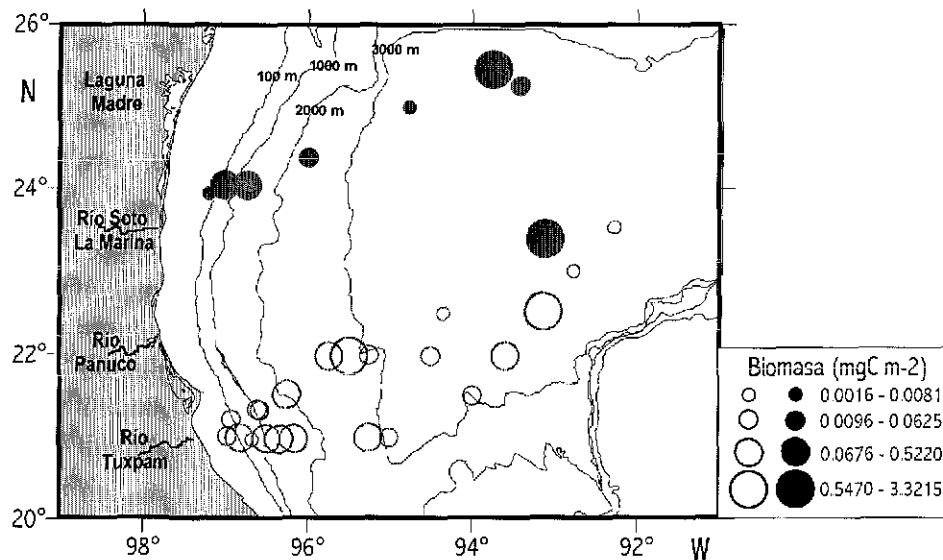 26°
N
Laguna
Madre
100 m
1000 m
2000 m
3000 m
24°
Río Soto
La Marina
Río
Panuco
22°
Río
Tuxpam
20°
98°
96°
94°
92°
W
Biomasa (mgC m-2)
0.0016 - 0.0081
0.0096 - 0.0625
0.0676 - 0.5220
0.5470 - 3.3215